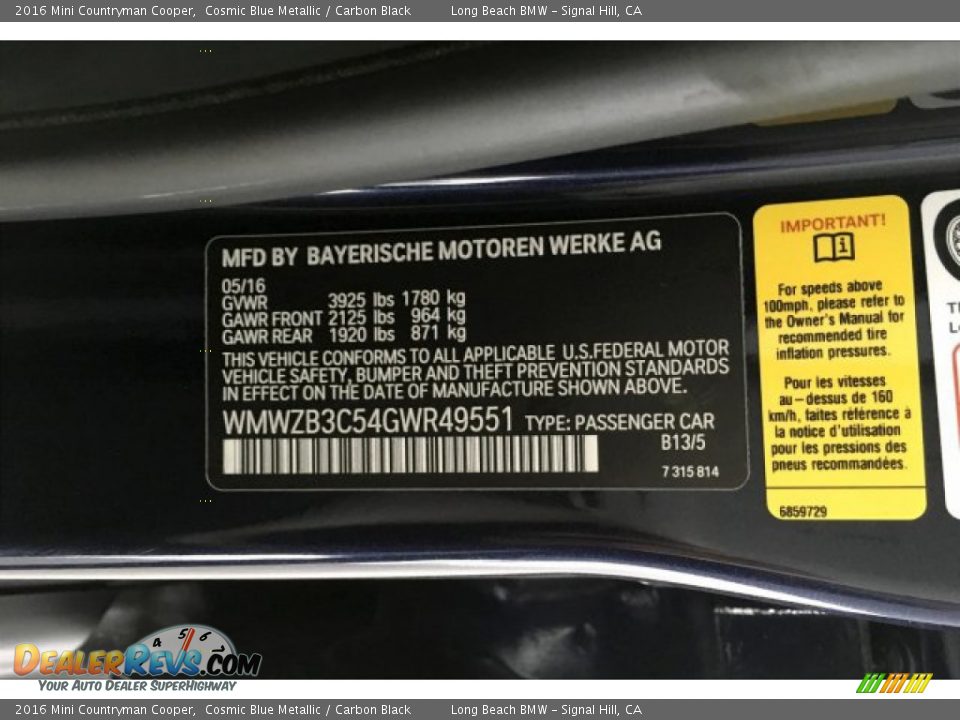 2016 Mini Countryman Cooper, Cosmic Blue Metallic / Carbon Black Long Beach BMW - Signal Hill, CA
MFD BY BAYERISCHE MOTOREN WERKE AG
05/16
GVWR 3925 lbs 1780 kg
GAWR FRONT 2125 lbs 964 kg
GAWR REAR 1920 lbs 871 kg
THIS VEHICLE CONFORMS TO ALL APPLICABLE U.S.FEDERAL MOTOR
VEHICLE SAFETY, BUMPER AND THEFT PREVENTION STANDARDS
IN EFFECT ON THE DATE OF MANUFACTURE SHOWN ABOVE.
WMWZB3C54GWR49551 TYPE: PASSENGER CAR
B13/5
7 315 814
IMPORTANT!
For speeds above
100mph, please refer to
the Owner's Manual for
recommended tire
inflation pressures.
Pour les vitesses
au-dessus de 160
km/h, faites référence à
la notice d'utilisation
pour les pressions des
pneus recommandées.
6859729
4 5 6
DEALERREVS.COM
YOUR AUTO DEALER SUPERHIGHWAY
2016 Mini Countryman Cooper, Cosmic Blue Metallic / Carbon Black Long Beach BMW - Signal Hill, CA